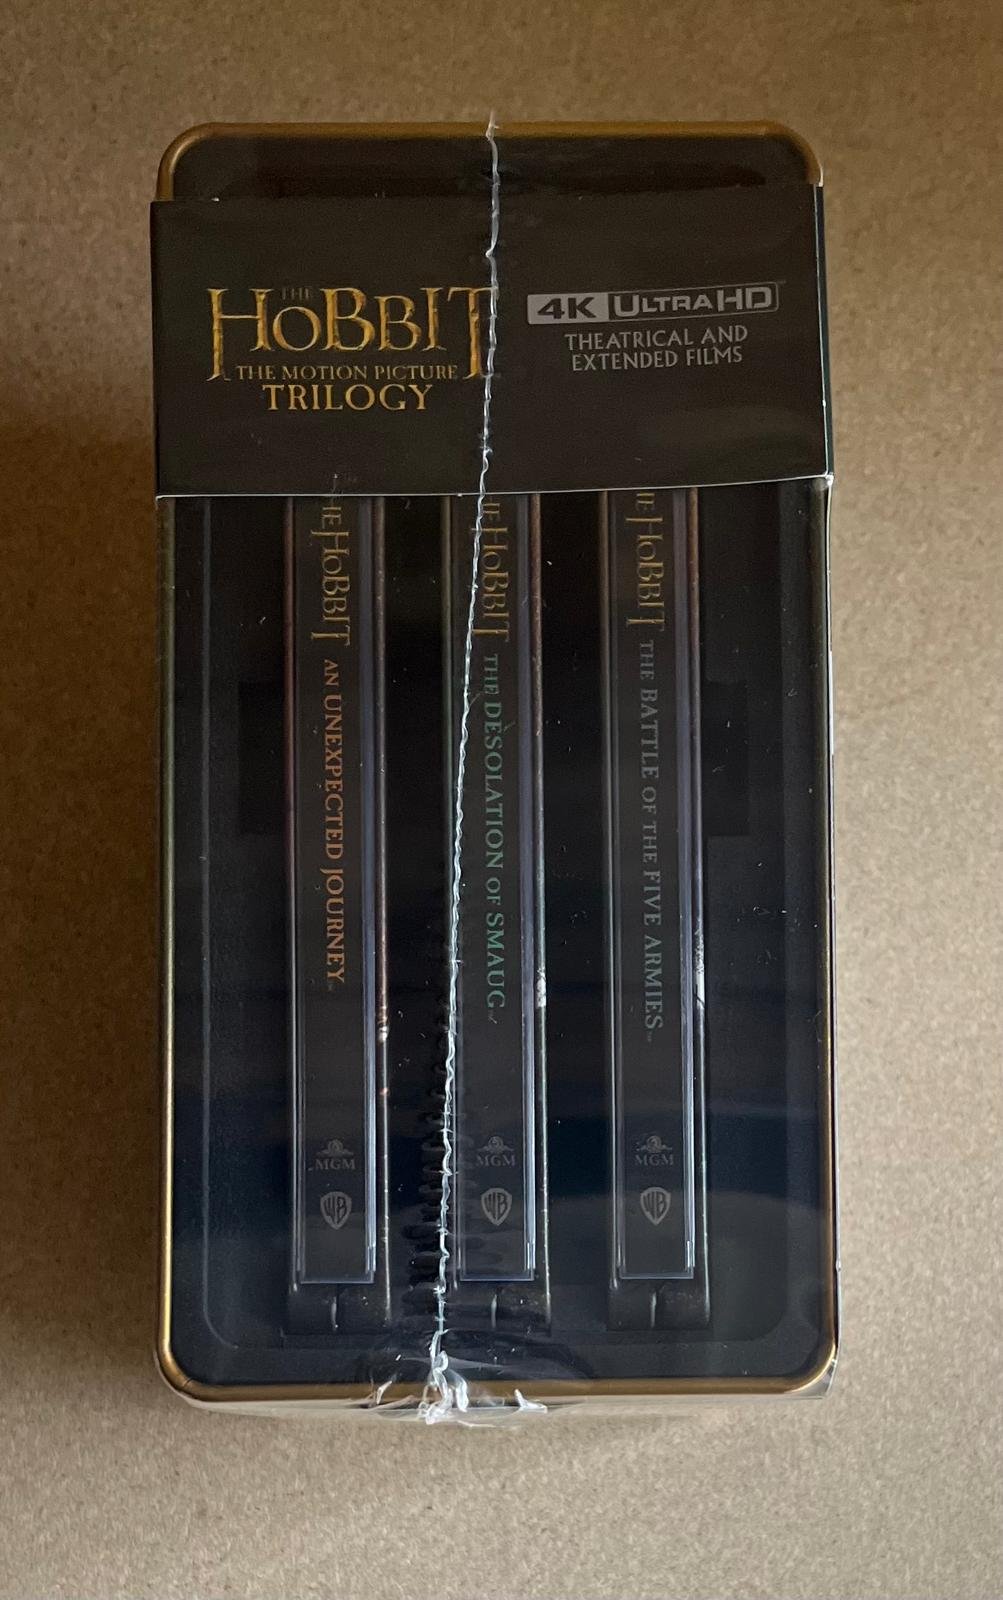 THE
HOBBIT
THE MOTION PICTURE
TRILOGY
4K ULTRA HD
THEATRICAL AND
EXTENDED FILMS
THE HOBBIT AN UNEXPECTED JOURNEY
MGM
WB
THE HOBBIT THE DESOLATION OF SMAUG
MGM
WB
THE HOBBIT THE BATTLE OF THE FIVE ARMIES
MGM
WB